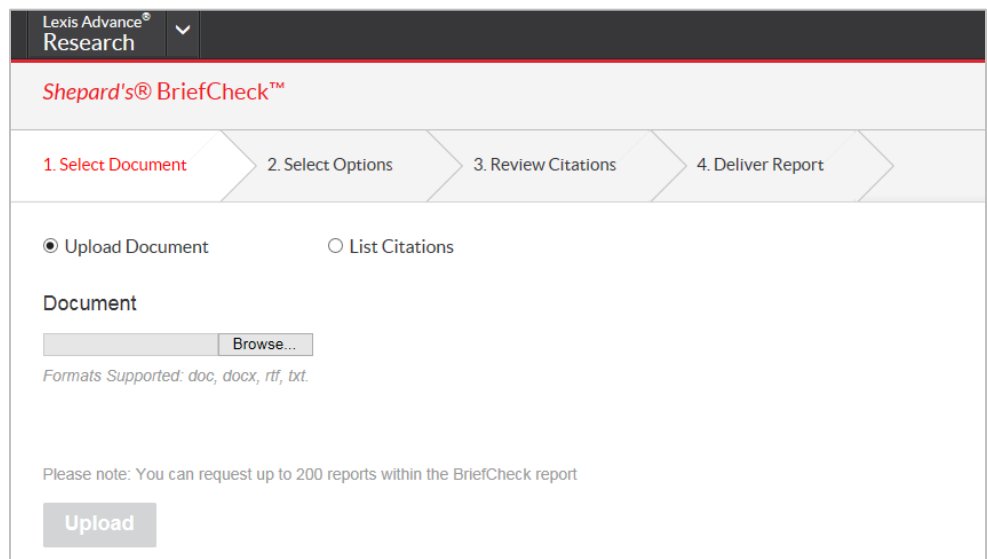 Lexis Advance®
Research
Shepard's® BriefCheck™
1. Select Document 2. Select Options 3. Review Citations 4. Deliver Report
Upload Document List Citations
Document
Browse...
Formats Supported: doc, docx, rtf, txt.
Please note: You can request up to 200 reports within the BriefCheck report
Upload